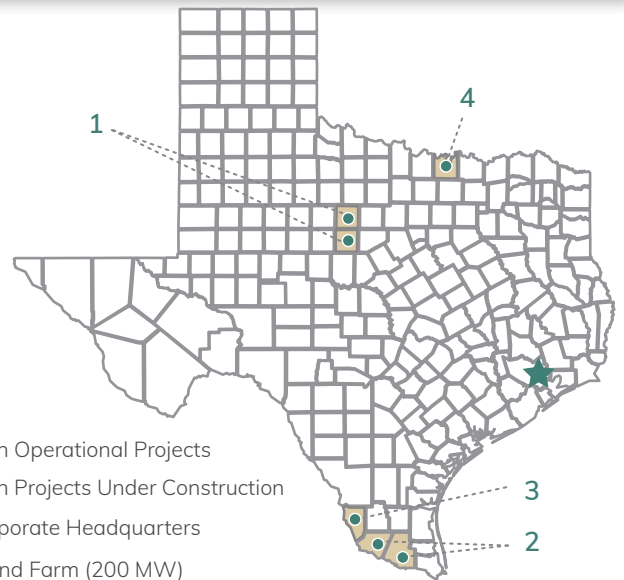 4
1
n Operational Projects
n Projects Under Construction
porate Headquarters
nd Farm (200 MW)
3
2